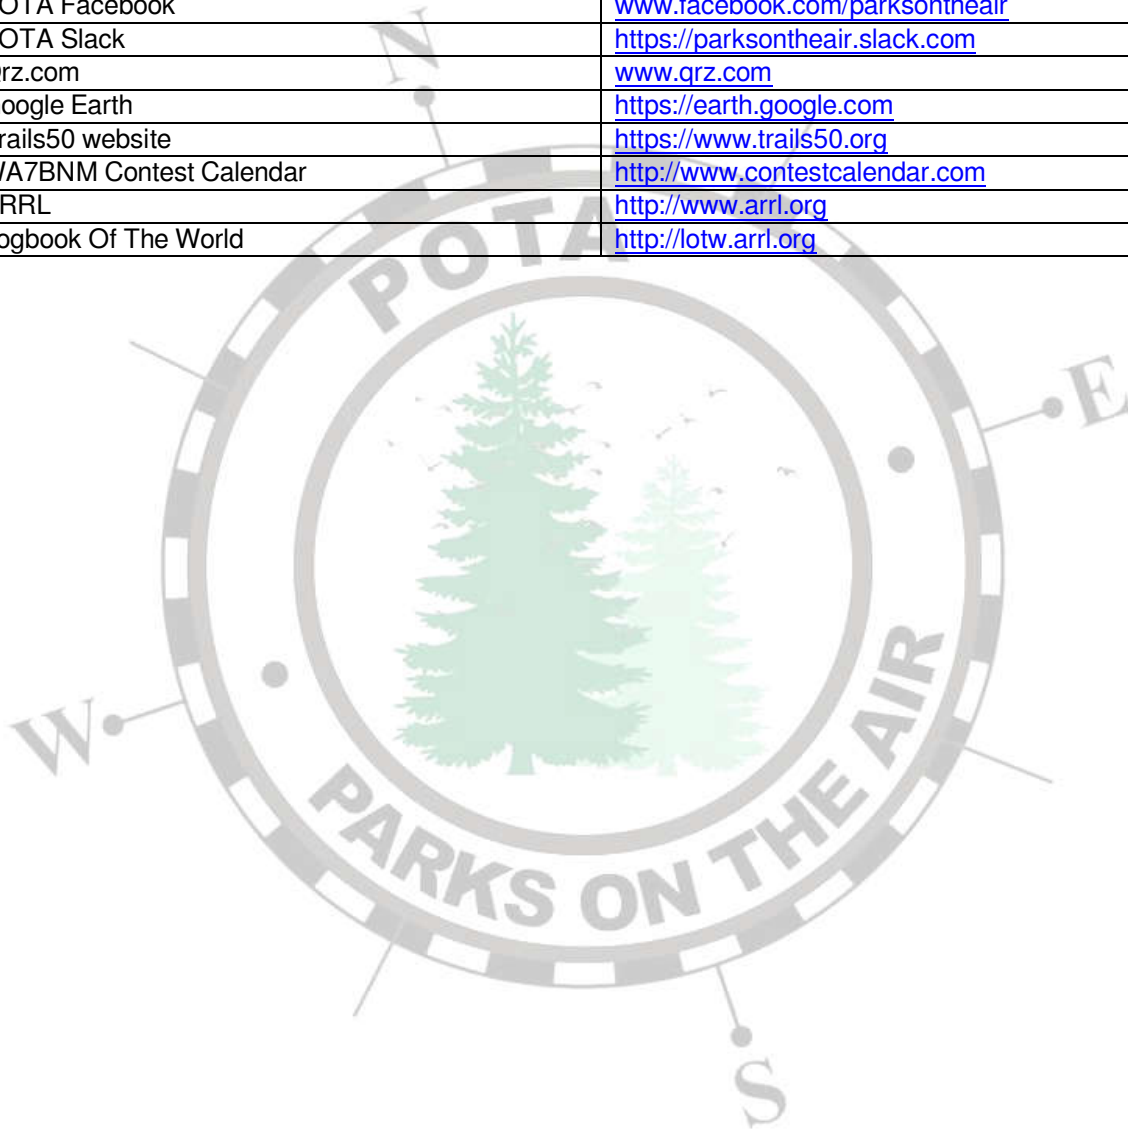 OTA Facebook www.facebook.com/parksontheair
OTA Slack https://parksontheair.slack.com
rz.com www.qrz.com
oogle Earth https://earth.google.com
rails50 website https://www.trails50.org
WA7BNM Contest Calendar http://www.contestcalendar.com
RRL http://www.arrl.org
ogbook Of The World http://lotw.arrl.org
N
POTA
E
W
PARKS ON THE AIR
S